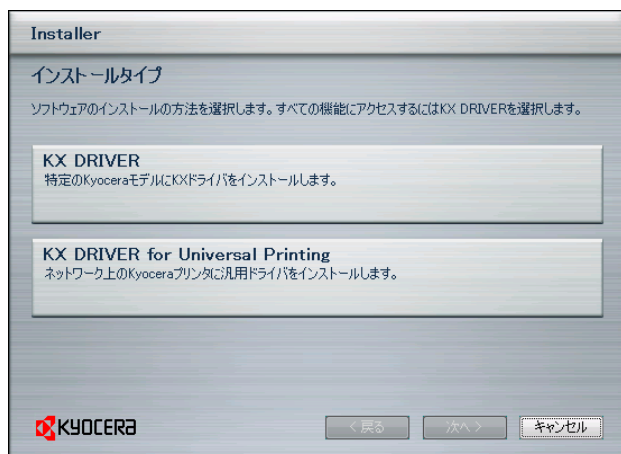 Installer
インストールタイプ
ソフトウェアのインストールの方法を選択します。すべての機能にアクセスするにはKX DRIVERを選択します。
KX DRIVER
特定のKyoceraモデルにKXドライバをインストールします。
KX DRIVER for Universal Printing
ネットワーク上のKyoceraプリンタに汎用ドライバをインストールします。
KYOCERA
< 戻る
次へ >
キャンセル